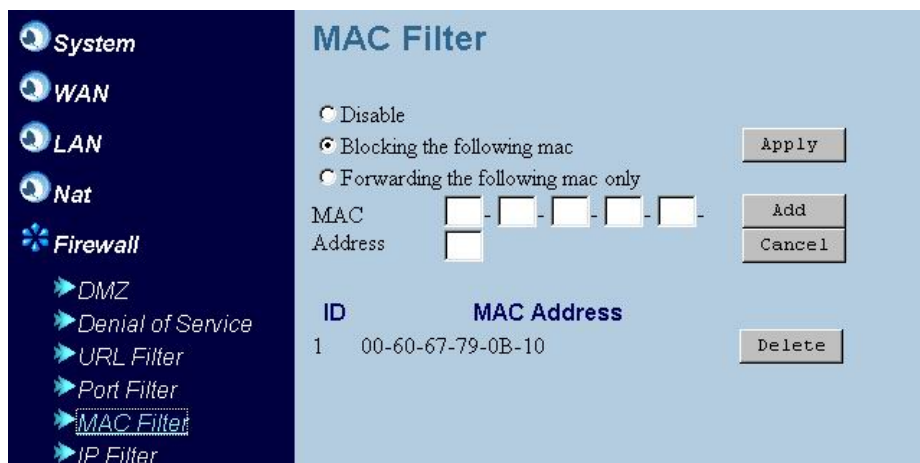 System
WAN
LAN
Nat
Firewall
DMZ
Denial of Service
URL Filter
Port Filter
MAC Filter
IP Filter
MAC Filter
Disable
Blocking the following mac
Apply
Forwarding the following mac only
MAC Address
- - - - -
Add
Cancel
ID MAC Address
1 00-60-67-79-0B-10 Delete